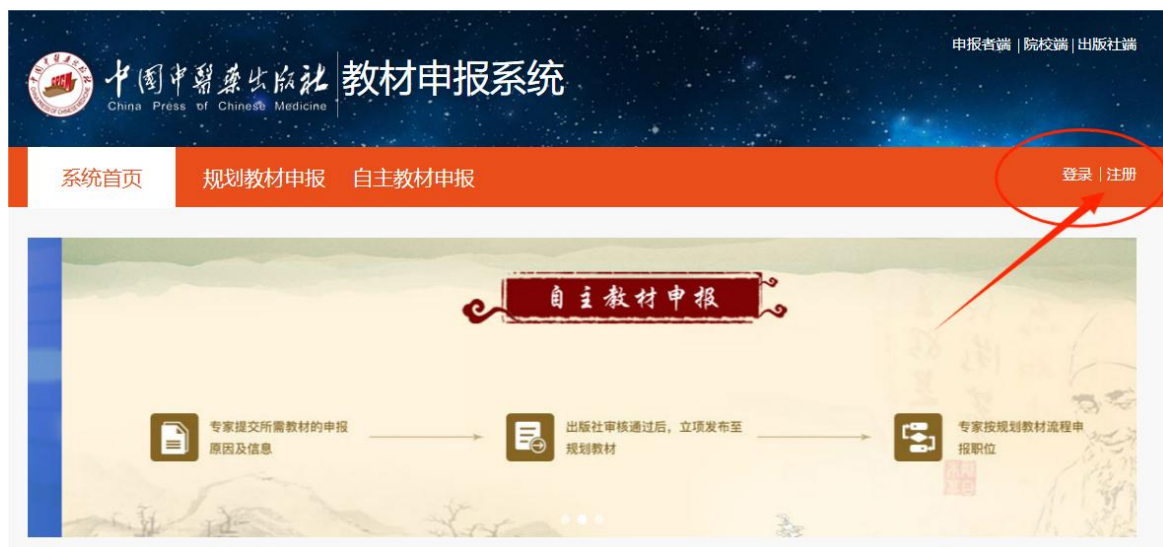 申报者端 | 院校端 | 出版社端
中国中醫药出版社
China Press of Chinese Medicine
教材申报系统
系统首页 规划教材申报 自主教材申报
登录 | 注册
自主教材申报
专家提交所需教材的申报
原因及信息
出版社审核通过后，立项发布至
规划教材
专家按规划教材流程申
报职位